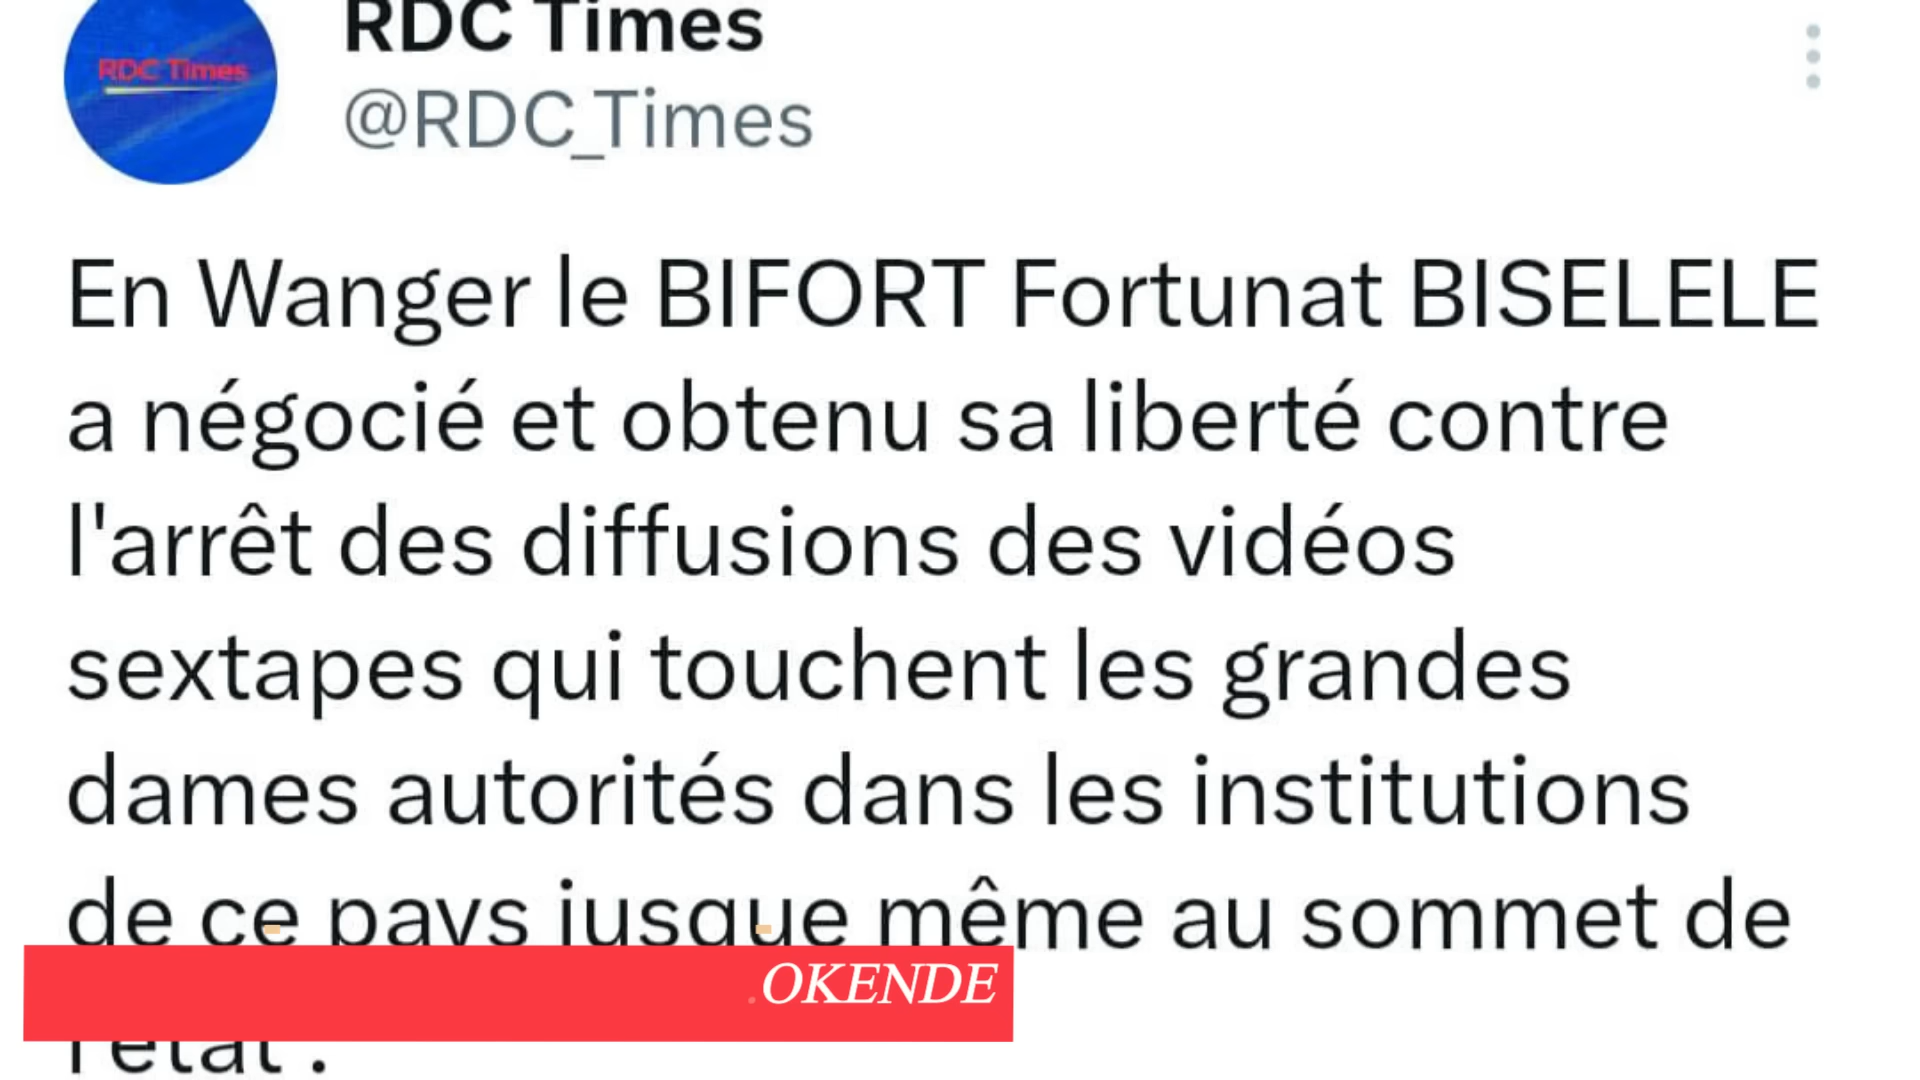 RDC Times
RDC Times
@RDC_Times
En Wanger le BIFORT Fortunat BISELELE
a négocié et obtenu sa liberté contre
l'arrêt des diffusions des vidéos
sextapes qui touchent les grandes
dames autorités dans les institutions
de ce pays jusque même au sommet de
.OKENDE
l'état .